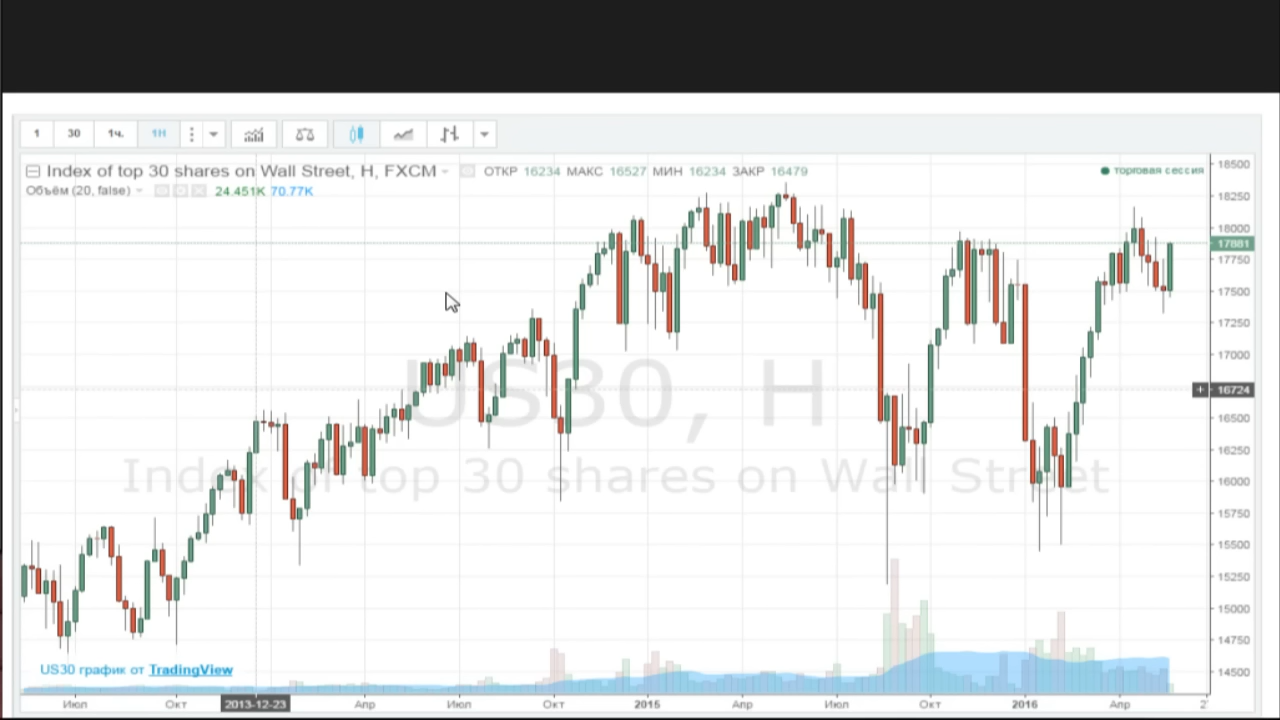 1 30 1ч. 1Н
Index of top 30 shares on Wall Street, Н, FXCM ОТКР 16234 МАКС 16527 МИН 16234 ЗАКР 16479
торговая сессия
Объём (20, false) 24.451K 70.77K
US30, H
Index of top 30 shares on Wall Street
18500
18250
18000
17881
17750
17500
17250
17000
16724
16500
16250
16000
15750
15500
15250
15000
14750
14500
US30 график от TradingView
Июл Окт 2013-12-23 Апр Июл Окт 2015 Апр Июл Окт 2016 Апр